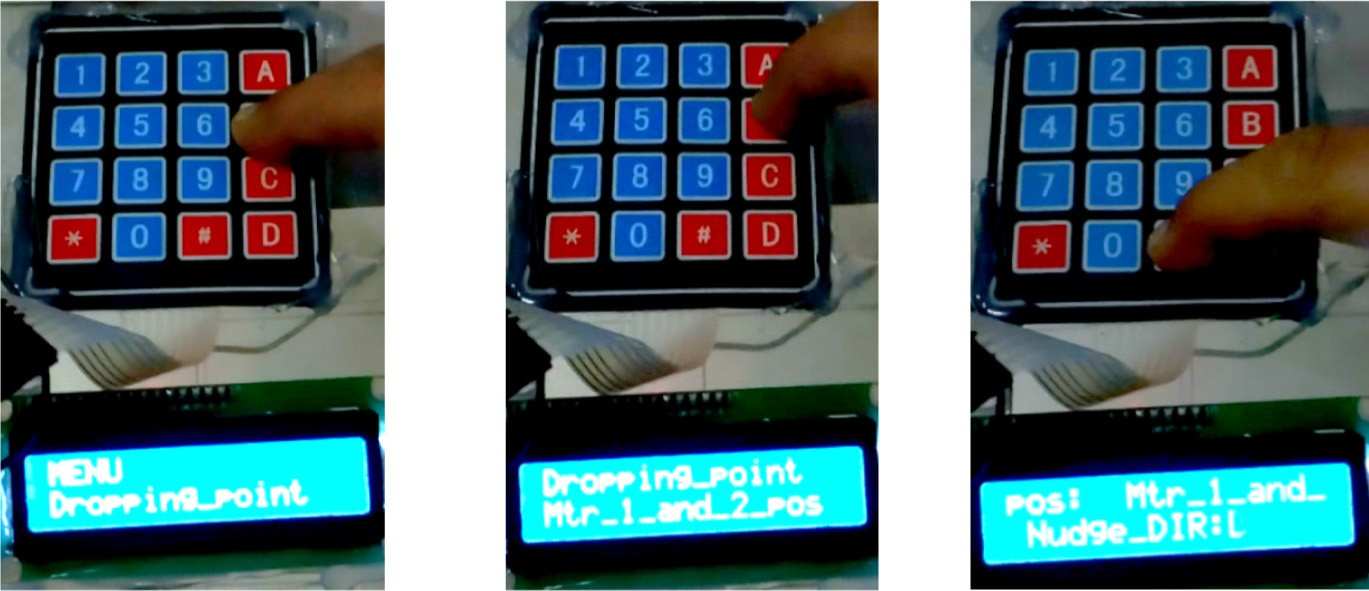 1 2 3 A
4 5 6
7 8 9 C
* 0 # D
MENU
Dropping_point
1 2 3 A
4 5 6
7 8 9 C
* 0 # D
Dropping_point
Mtr_1_and_2_pos
1 2 3 A
4 5 6 B
7 8 9
* 0
pos: Mtr_1_and_
Nudge_DIR:L